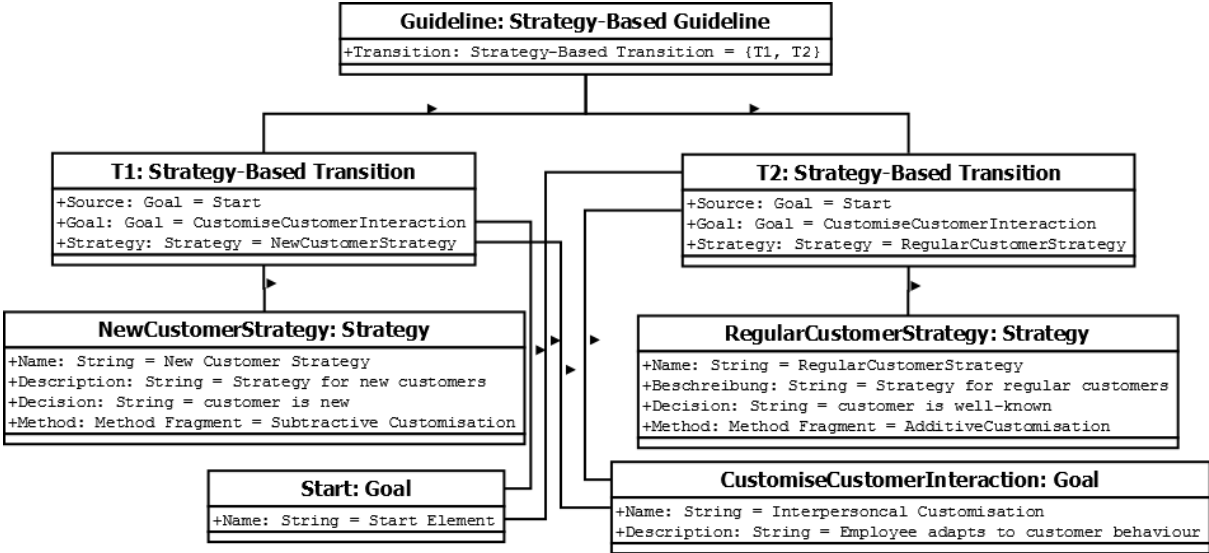 Guideline: Strategy-Based Guideline
+Transition: Strategy-Based Transition = {T1, T2}
T1: Strategy-Based Transition
+Source: Goal = Start
+Goal: Goal = CustomiseCustomerInteraction
+Strategy: Strategy = NewCustomerStrategy
T2: Strategy-Based Transition
+Source: Goal = Start
+Goal: Goal = CustomiseCustomerInteraction
+Strategy: Strategy = RegularCustomerStrategy
NewCustomerStrategy: Strategy
+Name: String = New Customer Strategy
+Description: String = Strategy for new customers
+Decision: String = customer is new
+Method: Method Fragment = Subtractive Customisation
RegularCustomerStrategy: Strategy
+Name: String = RegularCustomerStrategy
+Beschreibung: String = Strategy for regular customers
+Decision: String = customer is well-known
+Method: Method Fragment = AdditiveCustomisation
Start: Goal
+Name: String = Start Element
CustomiseCustomerInteraction: Goal
+Name: String = Interpersoncal Customisation
+Description: String = Employee adapts to customer behaviour